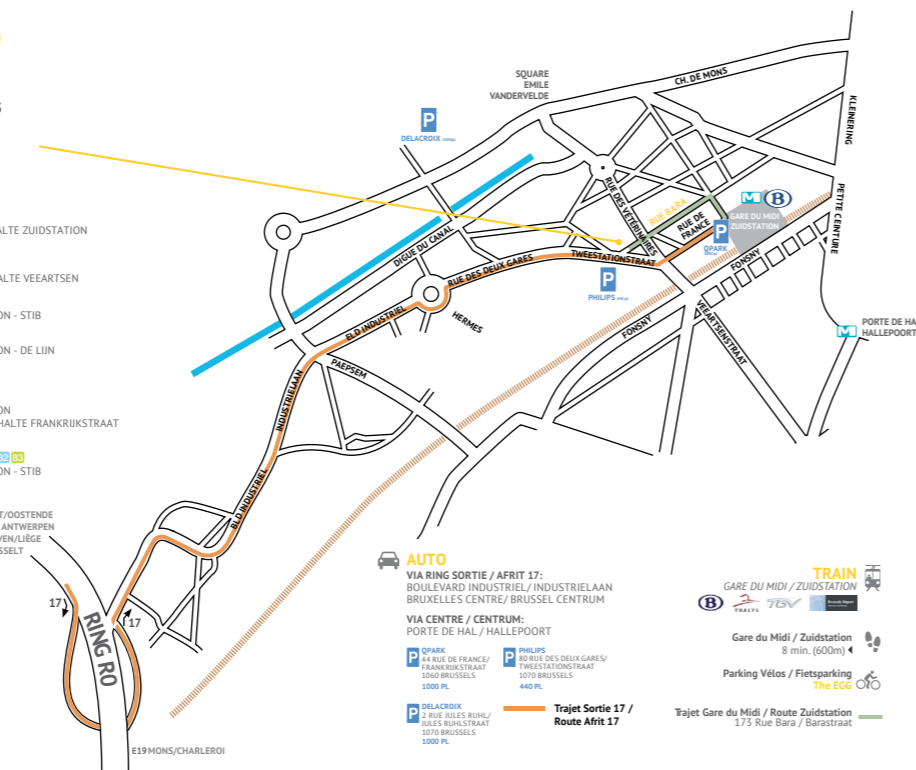 SQUARE
EMILE
VANDERVELDE
CH. DE MONS
KLEINE RING
P
DELACROIX
ALTE ZUIDSTATION
ALTE VEEARTSEN
ON - STIB
ON - DE LIJN
ON
HALTE FRANKRIJKSTRAAT
82 83
ON - STIB
T/OOSTENDE
ANTWERPEN
VEN/LIÈGE
SSELT
RUE DES VÉTÉRINAIRES
RUE BARA
RUE DE
FRANCE
M B
GARE DU MIDI
ZUIDSTATION
PETITE CEINTURE
P
QPARK
FONSNY
DIGUE DU CANAL
RUE DES DEUX GARES
TWEESTATIONSTRAAT
P
PHILIPS
HERMES
BLD INDUSTRIEL
FONSNY
VEEARTSENSTRAAT
M PORTE DE HA
HALLEPOORT
PAEPSEM
INDUSTRIELAAN
BLD INDUSTRIEL
17
17
RING R0
E19 MONS/CHARLEROI
AUTO
VIA RING SORTIE / AFRIT 17:
BOULEVARD INDUSTRIEL/ INDUSTRIELAAN
BRUXELLES CENTRE/ BRUSSEL CENTRUM
VIA CENTRE / CENTRUM:
PORTE DE HAL / HALLEPOORT
P QPARK
44 RUE DE FRANCE/
FRANKRIJKSTRAAT
1060 BRUSSELS
1000 PL
P PHILIPS
80 RUE DES DEUX GARES/
TWEESTATIONSTRAAT
1070 BRUSSELS
440 PL
P DELACROIX
2 RUE JULES RUHL/
JULES RUHLSTRAAT
1070 BRUSSELS
1000 PL
Trajet Sortie 17 /
Route Afrit 17
TRAIN
GARE DU MIDI / ZUIDSTATION
B THALYS TGV
Gare du Midi / Zuidstation
8 min. (600m)
Parking Vélos / Fietsparking
The EGG
Trajet Gare du Midi / Route Zuidstation
173 Rue Bara / Barastraat